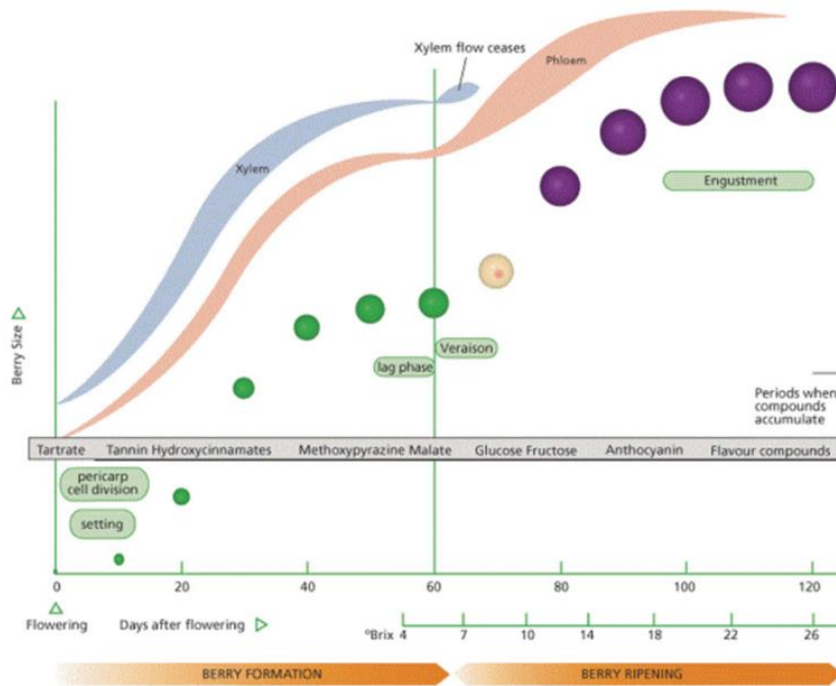 Xylem flow ceases
Phloem
Xylem
Engustment
Berry Size
Veraison
lag phase
Periods when
compounds
accumulate
Tartrate Tannin Hydroxycinnamates Methoxypyrazine Malate Glucose Fructose Anthocyanin Flavour compounds
pericarp
cell division
setting
0 20 40 60 80 100 120
Flowering Days after flowering
°Brix 4 7 10 14 18 22 26
BERRY FORMATION BERRY RIPENING